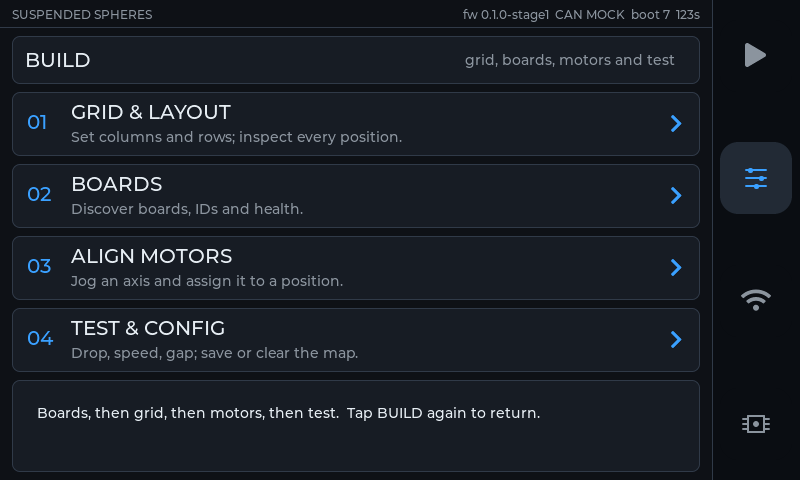 SUSPENDED SPHERES fw 0.1.0-stage1 CAN MOCK boot 7 123s
BUILD grid, boards, motors and test
01 GRID & LAYOUT
Set columns and rows; inspect every position.
02 BOARDS
Discover boards, IDs and health.
03 ALIGN MOTORS
Jog an axis and assign it to a position.
04 TEST & CONFIG
Drop, speed, gap; save or clear the map.
Boards, then grid, then motors, then test. Tap BUILD again to return.